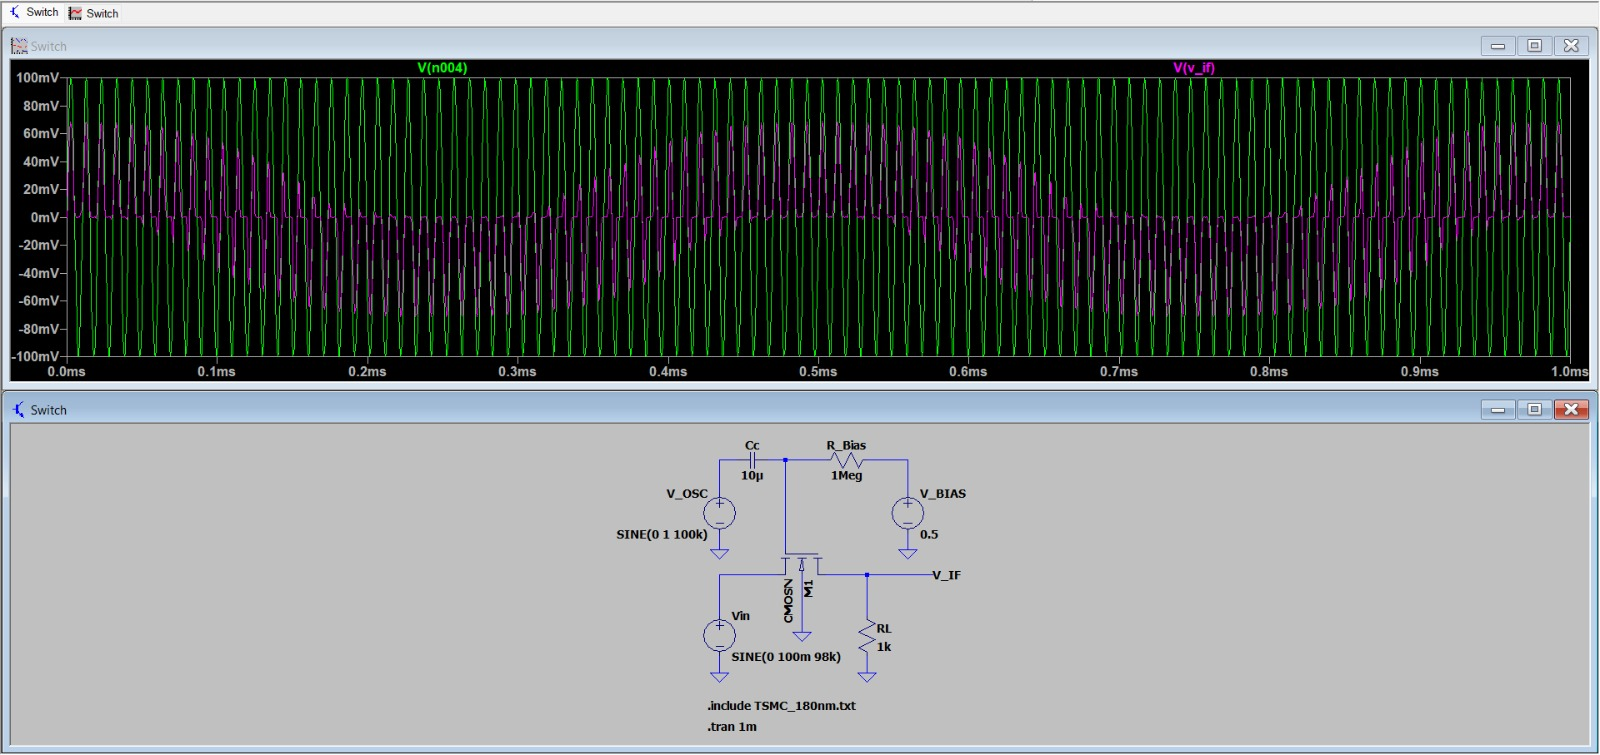 Switch Switch
Switch
V(n004) V(v_if)
100mV
80mV
60mV
40mV
20mV
0mV
-20mV
-40mV
-60mV
-80mV
-100mV
0.0ms 0.1ms 0.2ms 0.3ms 0.4ms 0.5ms 0.6ms 0.7ms 0.8ms 0.9ms 1.0ms
Switch
Cc R_Bias
10µ 1Meg
V_OSC V_BIAS
SINE(0 1 100k) 0.5
V_IF
CMOSN
M1
Vin
RL
1k
SINE(0 100m 98k)
.include TSMC_180nm.txt
.tran 1m